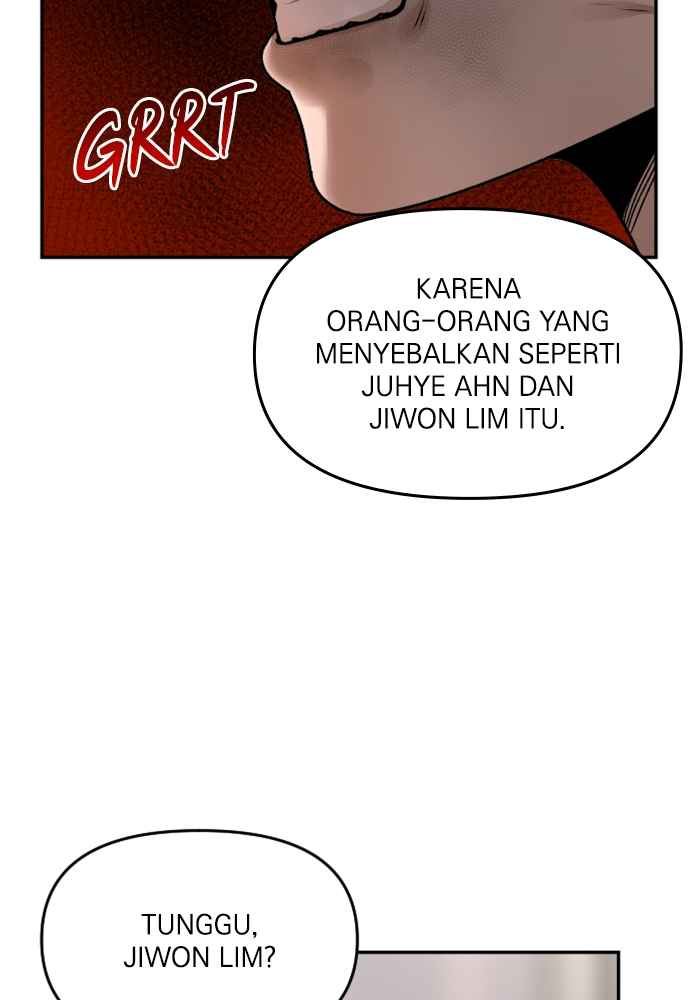 GRRT
KARENA
ORANG-ORANG YANG
MENYEBALKAN SEPERTI
JUHYE AHN DAN
JIWON LIM ITU.
TUNGGU,
JIWON LIM?